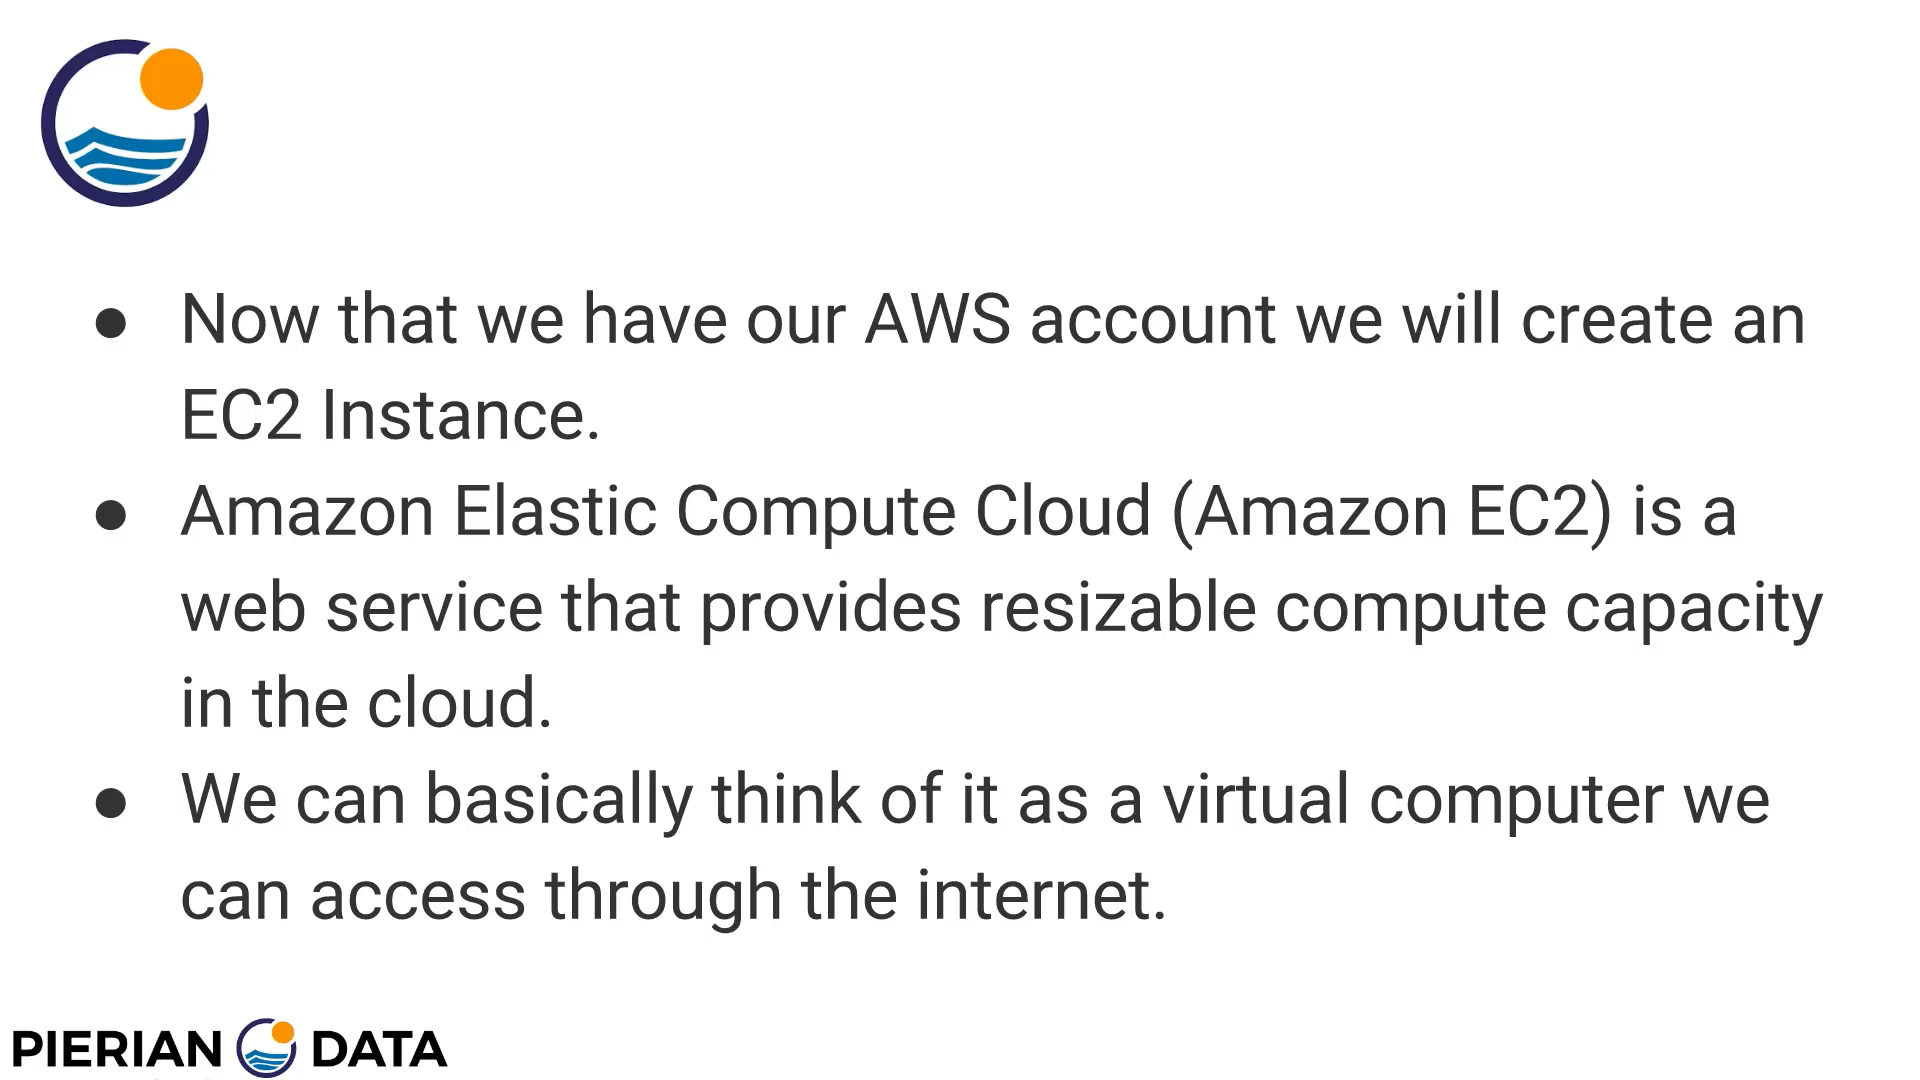 ● Now that we have our AWS account we will create an
EC2 Instance.
● Amazon Elastic Compute Cloud (Amazon EC2) is a
web service that provides resizable compute capacity
in the cloud.
● We can basically think of it as a virtual computer we
can access through the internet.
PIERIAN DATA